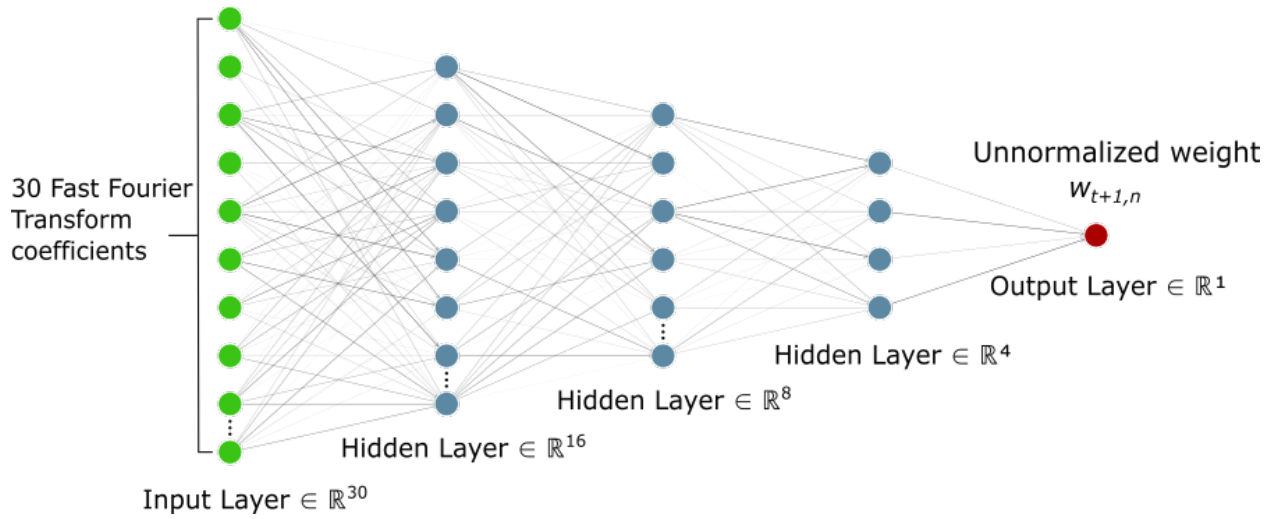 30 Fast Fourier
Transform
coefficients
Input Layer ∈ ℝ³⁰
Hidden Layer ∈ ℝ¹⁶
Hidden Layer ∈ ℝ⁸
Hidden Layer ∈ ℝ⁴
Unnormalized weight
w_{t+1,n}
Output Layer ∈ ℝ¹